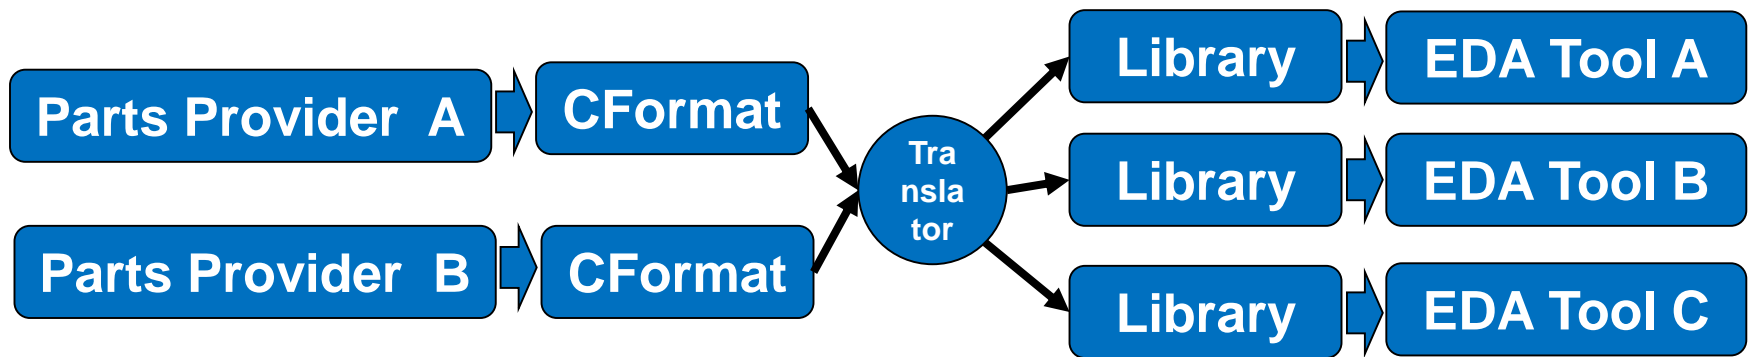 Parts Provider  A
CFormat
Parts Provider  B
CFormat
Tra
nsla
tor
Library
EDA Tool A
Library
EDA Tool B
Library
EDA Tool C